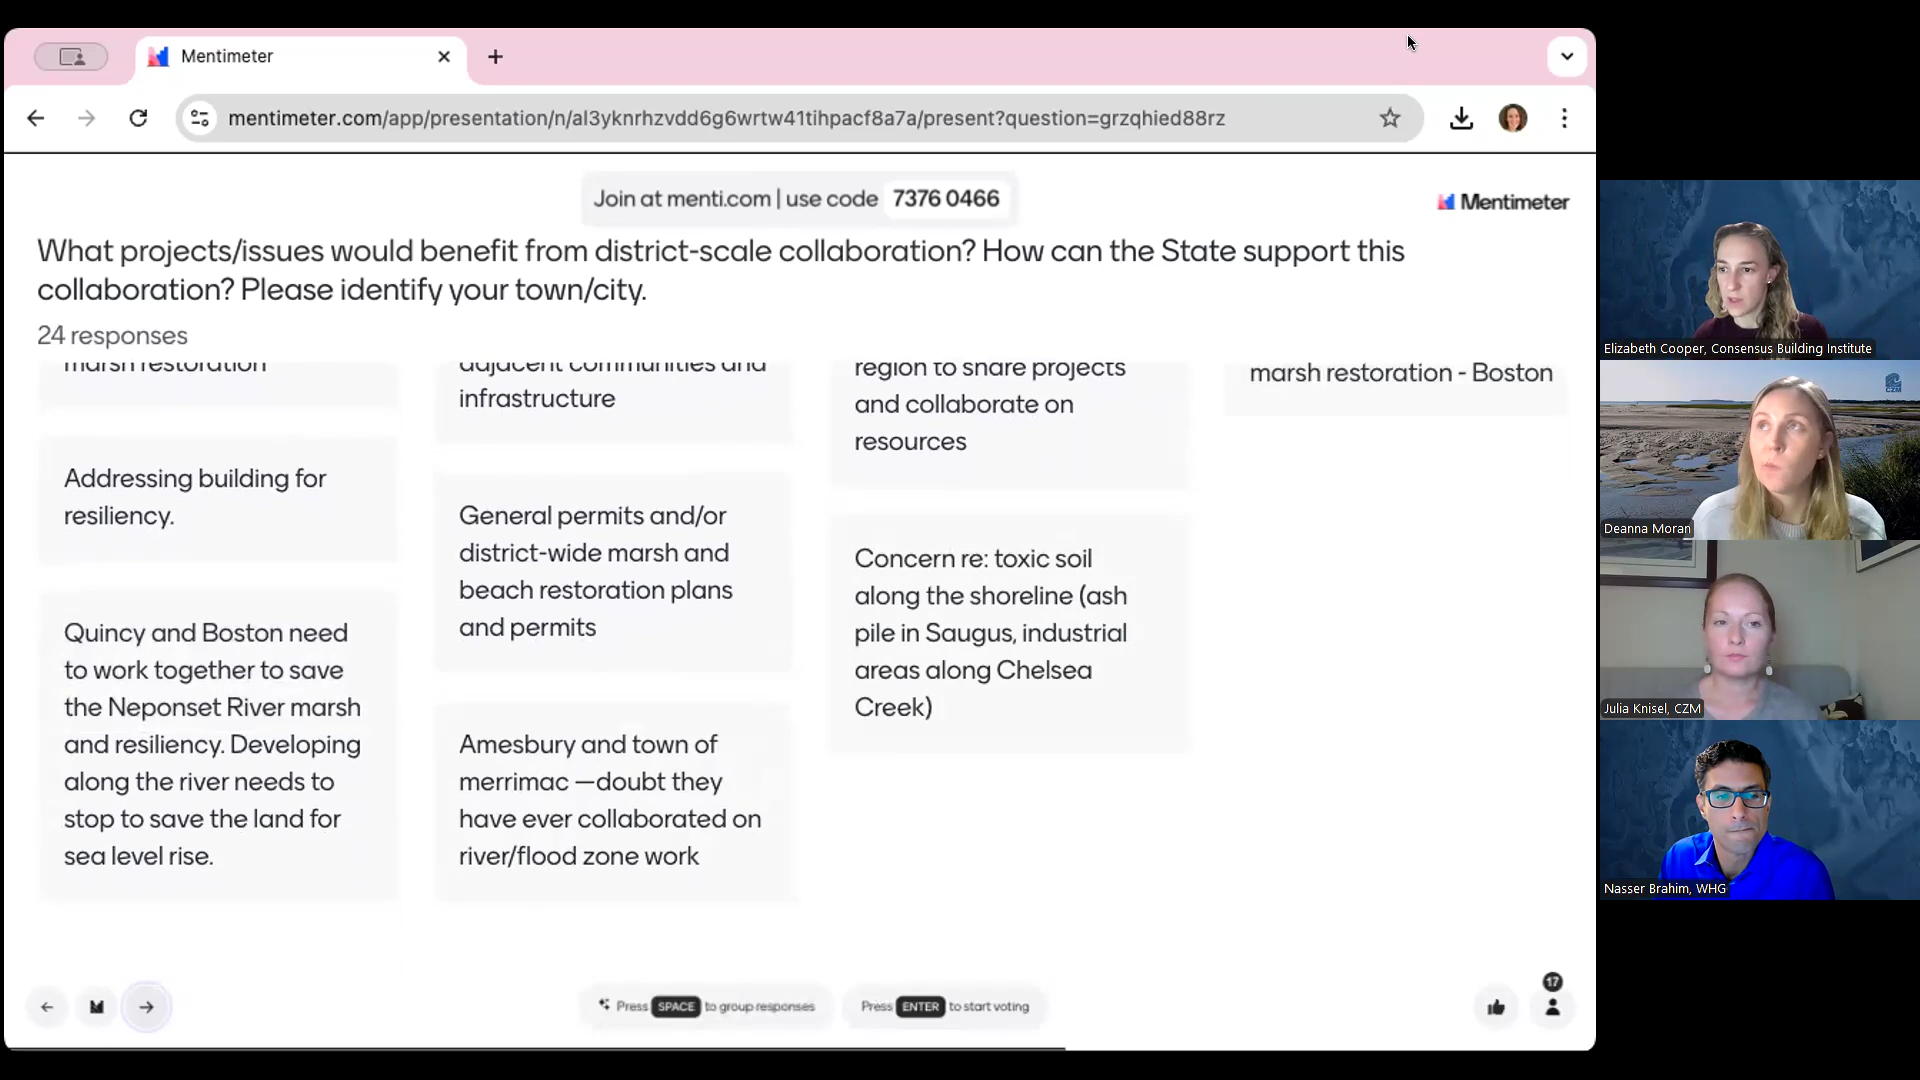 Mentimeter
mentimeter.com/app/presentation/n/al3yknrhzvdd6g6wrtw41tihpacf8a7a/present?question=grzqhied88rz
Join at menti.com | use code 7376 0466
Mentimeter
What projects/issues would benefit from district-scale collaboration? How can the State support this
collaboration? Please identify your town/city.
24 responses
marsh restoration
Addressing building for
resiliency.
Quincy and Boston need
to work together to save
the Neponset River marsh
and resiliency. Developing
along the river needs to
stop to save the land for
sea level rise.
adjacent communities and
infrastructure
General permits and/or
district-wide marsh and
beach restoration plans
and permits
Amesbury and town of
merrimac —doubt they
have ever collaborated on
river/flood zone work
region to share projects
and collaborate on
resources
Concern re: toxic soil
along the shoreline (ash
pile in Saugus, industrial
areas along Chelsea
Creek)
marsh restoration - Boston
Press SPACE to group responses
Press ENTER to start voting
17
Elizabeth Cooper, Consensus Building Institute
CZM
Deanna Moran
Julia Knisel, CZM
Nasser Brahim, WHG